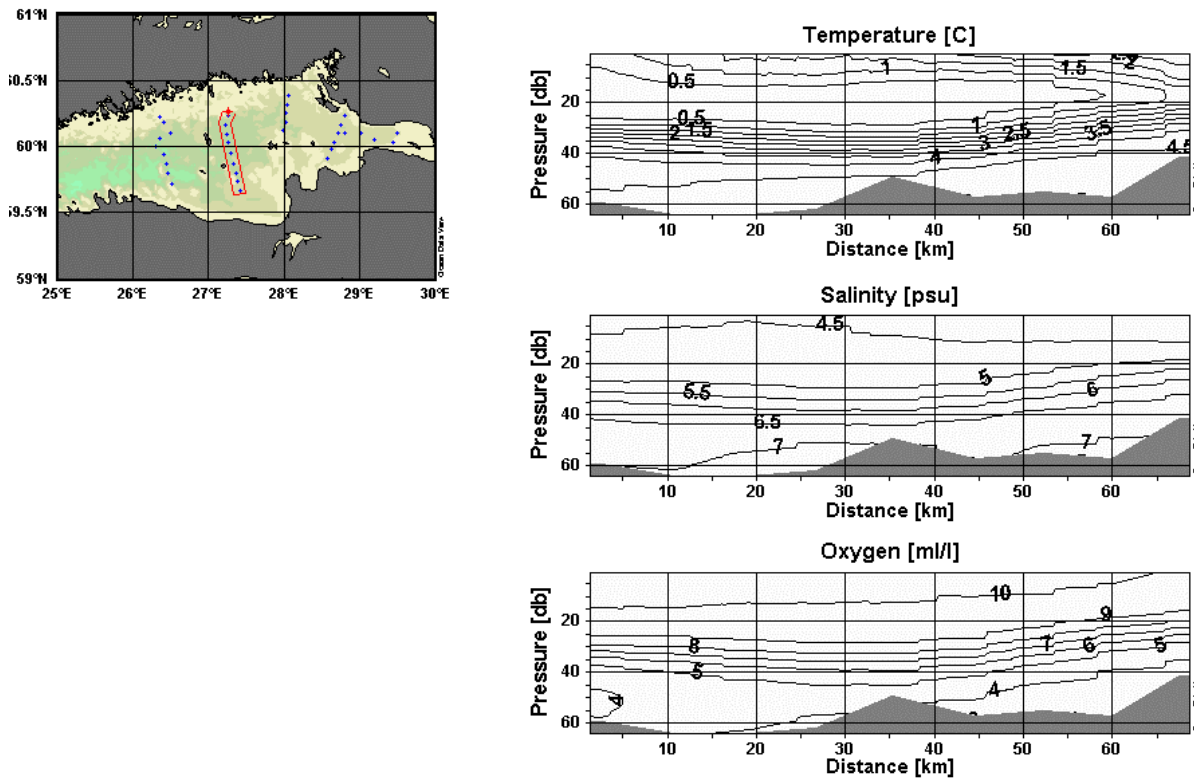 61°N
60.5°N
60°N
59.5°N
59°N
25°E 26°E 27°E 28°E 29°E 30°E
Ocean Data View
Temperature [C]
Pressure [db]
20
40
60
1 1.5
0.5
0.5 1
2 1.5 3 2.5 3.5
4 4.5
10 20 30 40 50 60
Distance [km]
Salinity [psu]
Pressure [db]
20
40
60
4.5
5
5.5 6
6.5
7 7
10 20 30 40 50 60
Distance [km]
Oxygen [ml/l]
Pressure [db]
20
40
60
10
9
8 7 6 5
5
4 4
10 20 30 40 50 60
Distance [km]